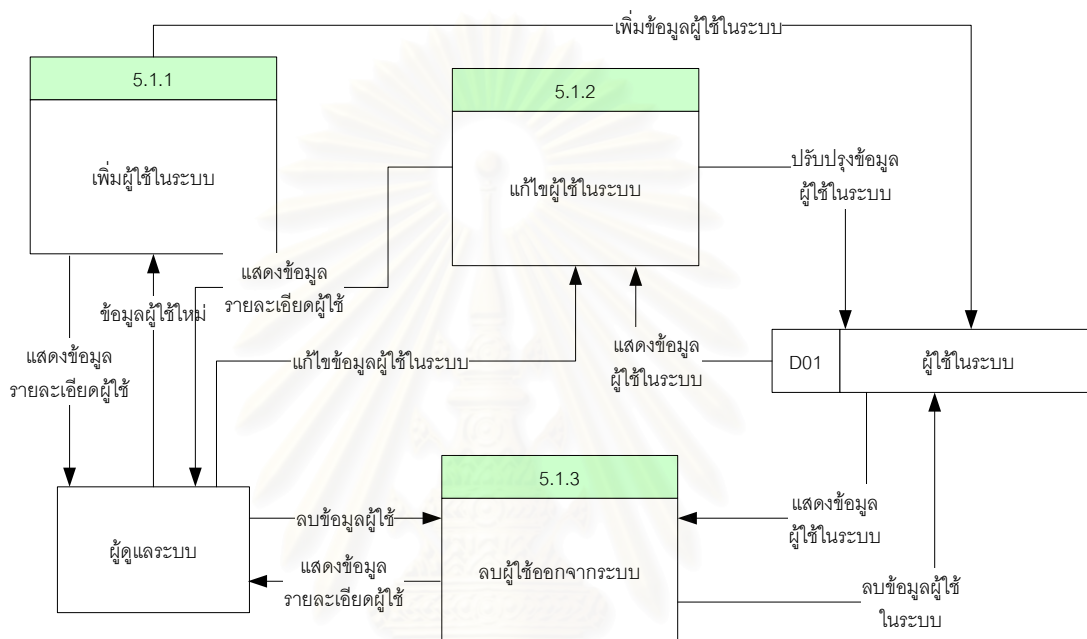 เพิ่มข้อมูลผู้ใช้ในระบบ
5.1.1
เพิ่มผู้ใช้ในระบบ
5.1.2
แก้ไขผู้ใช้ในระบบ
ปรับปรุงข้อมูล
ผู้ใช้ในระบบ
แสดงข้อมูล
รายละเอียดผู้ใช้
ข้อมูลผู้ใช้ใหม่
แสดงข้อมูล
รายละเอียดผู้ใช้
แก้ไขข้อมูลผู้ใช้ในระบบ
แสดงข้อมูล
ผู้ใช้ในระบบ
D01
ผู้ใช้ในระบบ
5.1.3
ลบผู้ใช้ออกจากระบบ
ผู้ดูแลระบบ
ลบข้อมูลผู้ใช้
แสดงข้อมูล
รายละเอียดผู้ใช้
แสดงข้อมูล
ผู้ใช้ในระบบ
ลบข้อมูลผู้ใช้
ในระบบ